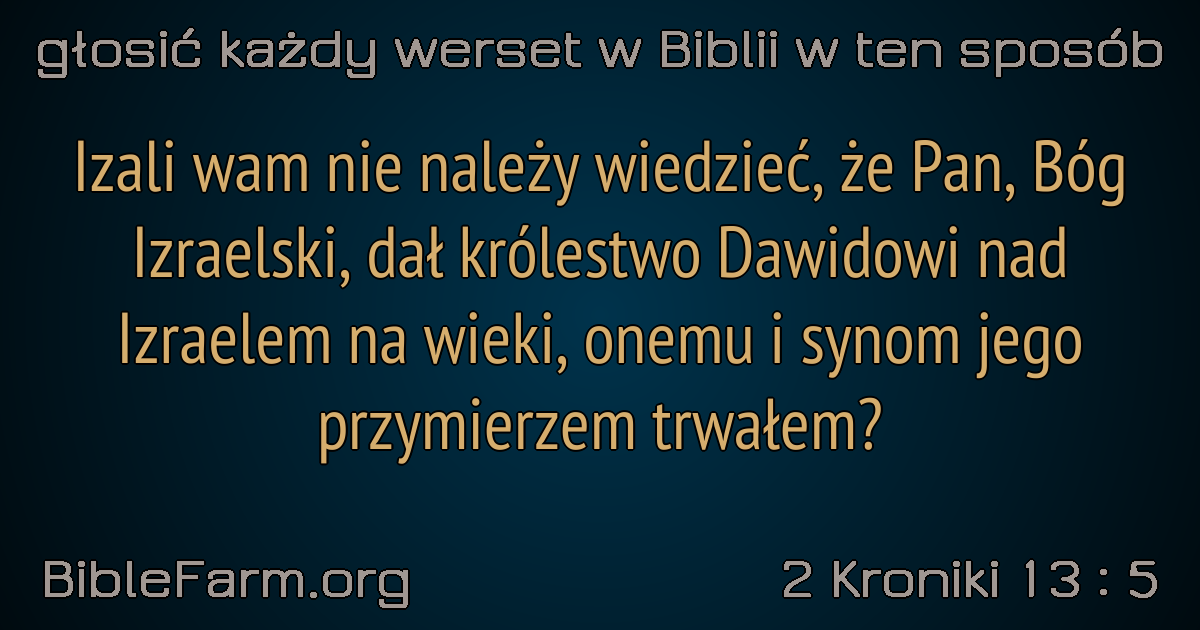 głosić każdy werset w Biblii w ten sposób
Izali wam nie należy wiedzieć, że Pan, Bóg
Izraelski, dał królestwo Dawidowi nad
Izraelem na wieki, onemu i synom jego
przymierzem trwałem?
BibleFarm.org
2 Kroniki 13 : 5